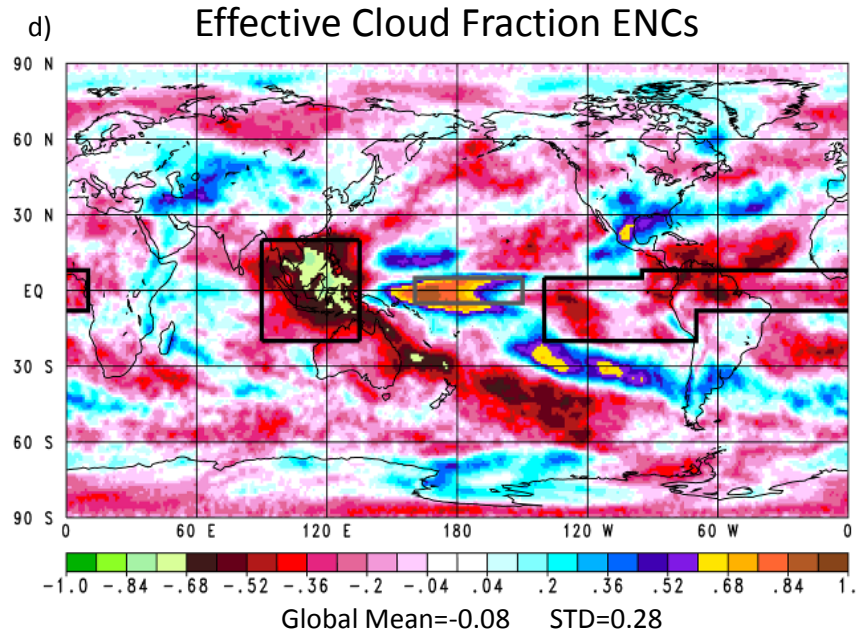 d) Effective Cloud Fraction ENCs
90 N
60 N
30 N
EQ
30 S
60 S
90 S
0 60 E 120 E 180 120 W 60 W 0
-1.0 -.84 -.68 -.52 -.36 -.2 -.04 .04 .2 .36 .52 .68 .84 1.
Global Mean=-0.08 STD=0.28